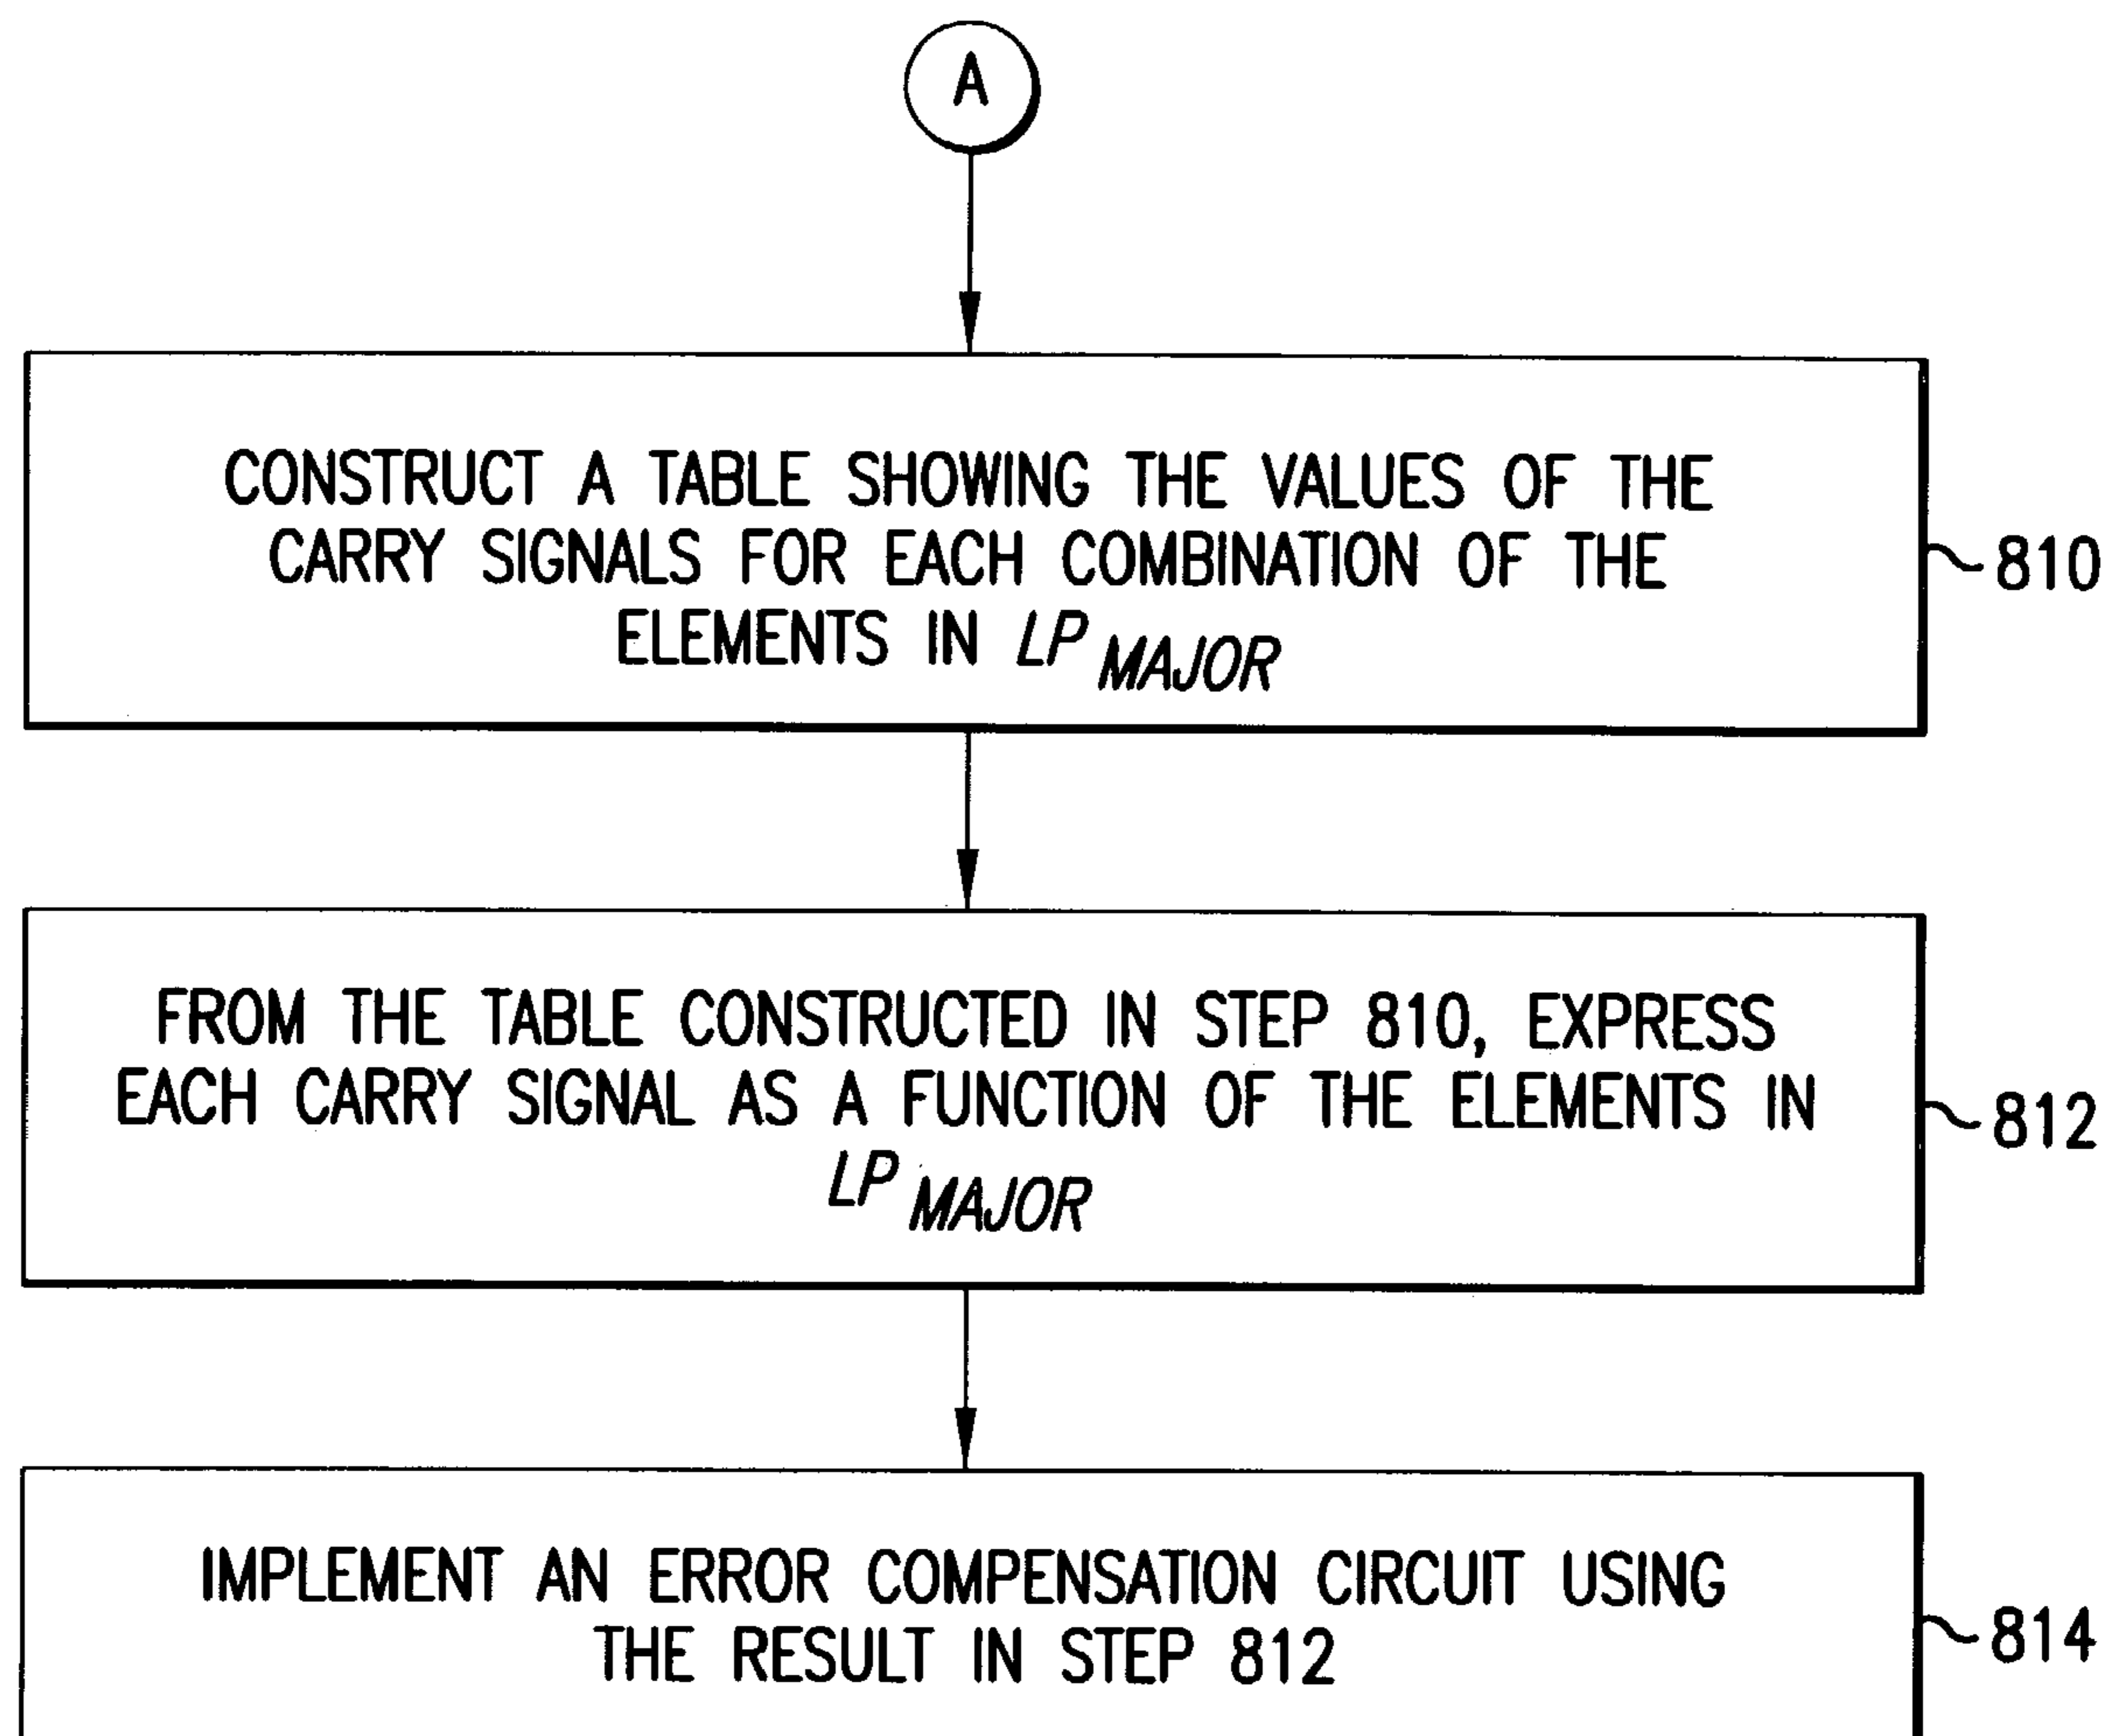 A
CONSTRUCT A TABLE SHOWING THE VALUES OF THE
CARRY SIGNALS FOR EACH COMBINATION OF THE
ELEMENTS IN LP MAJOR
810
FROM THE TABLE CONSTRUCTED IN STEP 810, EXPRESS
EACH CARRY SIGNAL AS A FUNCTION OF THE ELEMENTS IN
LP MAJOR
812
IMPLEMENT AN ERROR COMPENSATION CIRCUIT USING
THE RESULT IN STEP 812
814